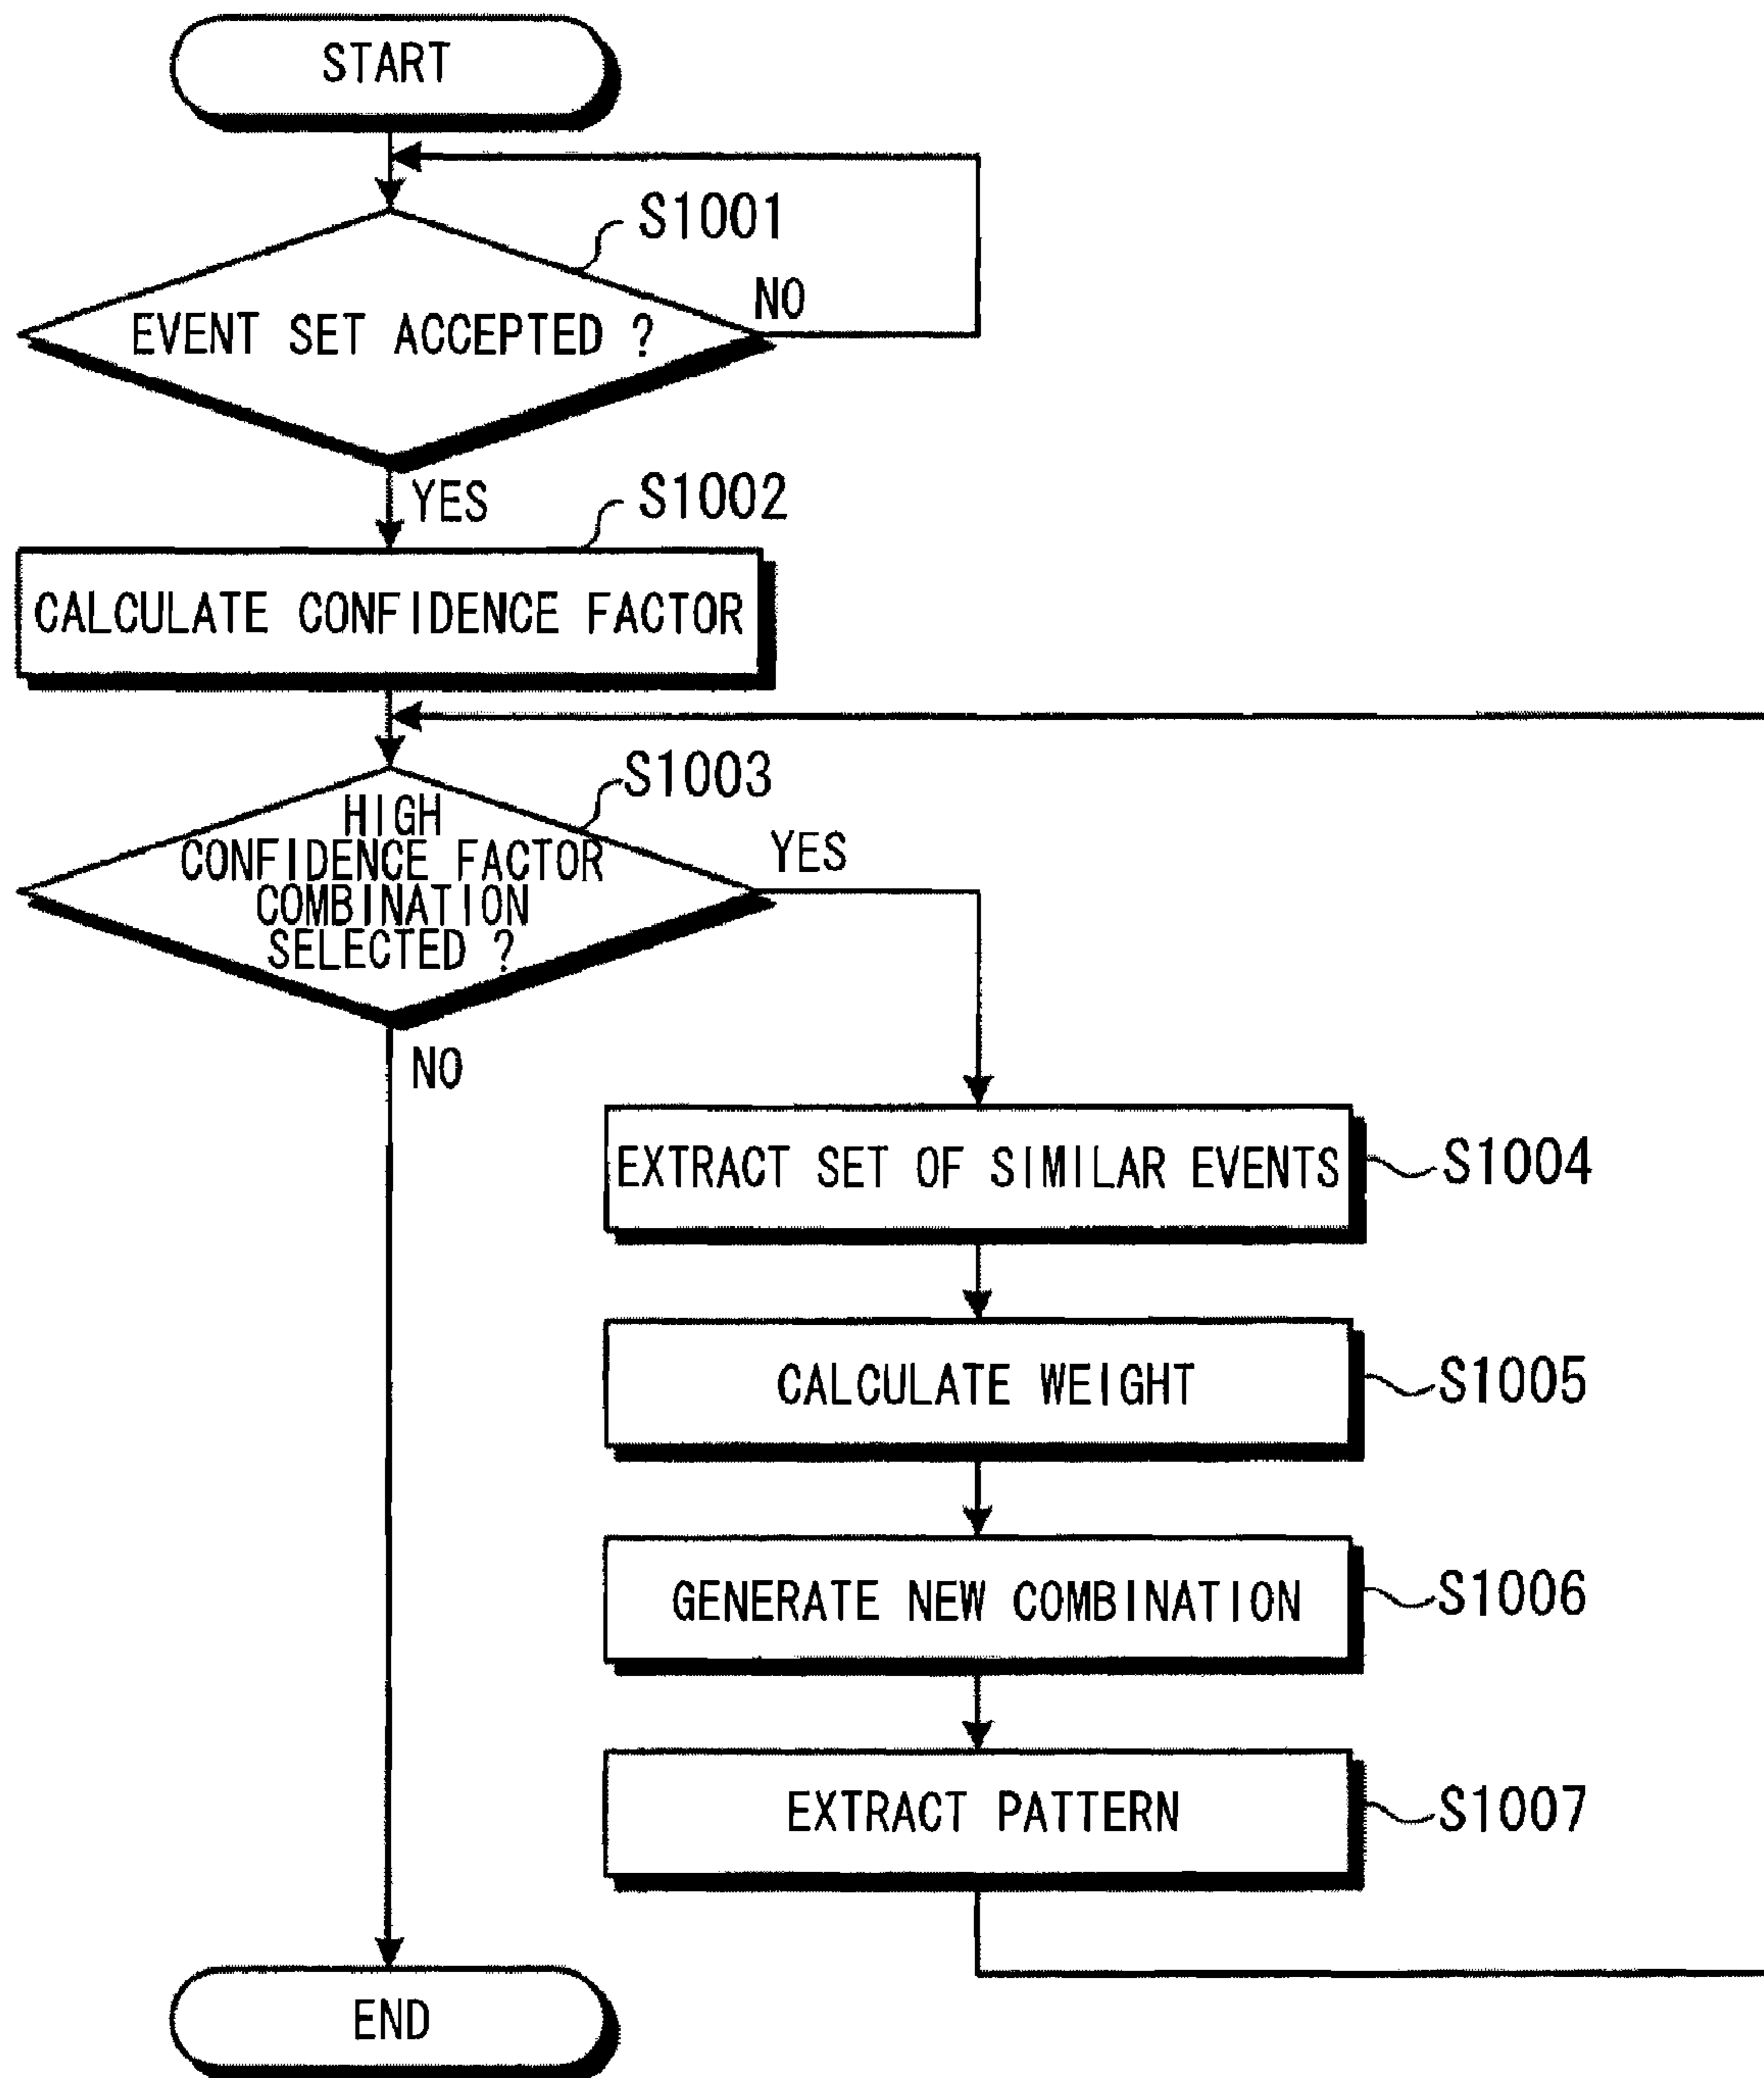 START
S1001
NO
EVENT SET ACCEPTED ?
YES
S1002
CALCULATE CONFIDENCE FACTOR
S1003
HIGH
CONFIDENCE FACTOR
COMBINATION
SELECTED ?
YES
NO
EXTRACT SET OF SIMILAR EVENTS
S1004
CALCULATE WEIGHT
S1005
GENERATE NEW COMBINATION
S1006
EXTRACT PATTERN
S1007
END